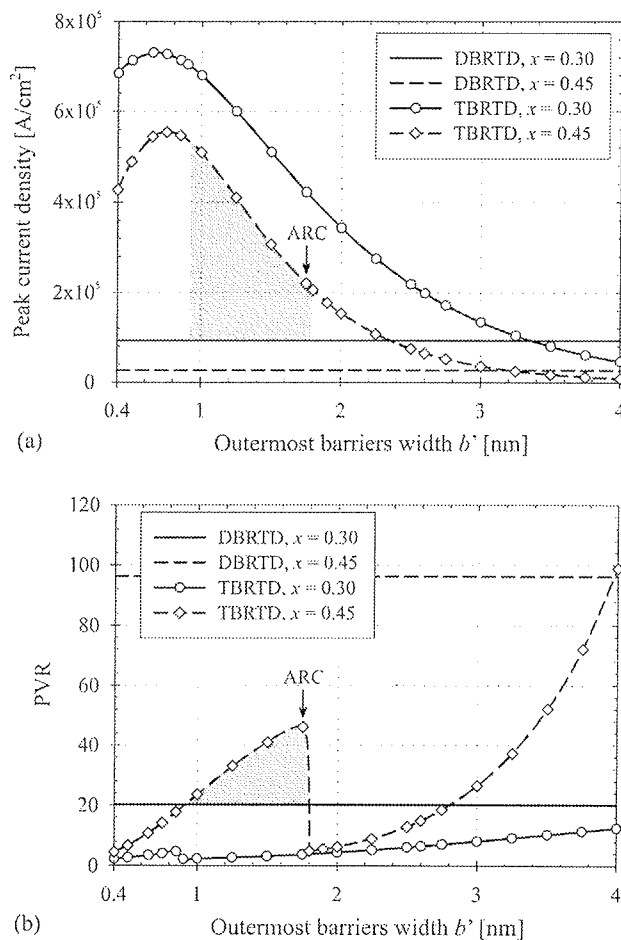 8x10⁵
6x10⁵
4x10⁵
2x10⁵
0
Peak current density [A/cm²]
DBRTD, x = 0.30
DBRTD, x = 0.45
TBRTD, x = 0.30
TBRTD, x = 0.45
ARC
0.4 1 2 3 4
(a) Outermost barriers width b' [nm]
120
100
80
60
40
20
0
PVR
DBRTD, x = 0.30
DBRTD, x = 0.45
TBRTD, x = 0.30
TBRTD, x = 0.45
ARC
0.4 1 2 3 4
(b) Outermost barriers width b' [nm]